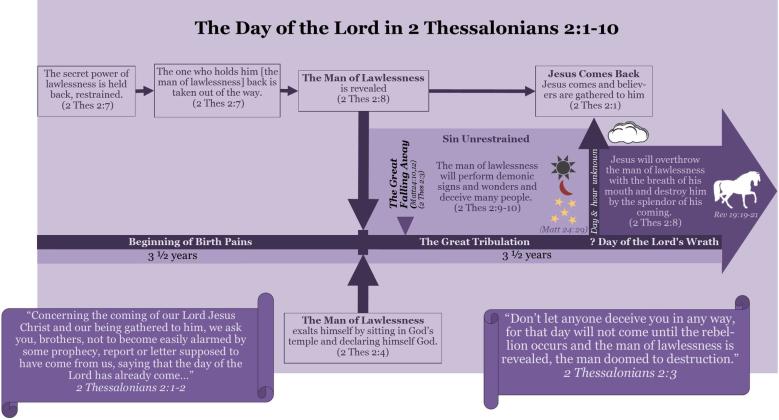 The Day of the Lord in 2 Thessalonians 2:1-10
The secret power of
lawlessness is held
back, restrained.
(2 Thes 2:7)
The one who holds him [the
man of lawlessness] back is
taken out of the way.
(2 Thes 2:7)
The Man of Lawlessness
is revealed
(2 Thes 2:8)
Jesus Comes Back
Jesus comes and believ-
ers are gathered to him
(2 Thes 2:1)
The Great
Falling Away
(Matt24:10,12)
(2 Thes 2:3)
Sin Unrestrained
The man of lawlessness
will perform demonic
signs and wonders and
deceive many people.
(2 Thes 2:9-10)
(Matt 24:29)
Day & hour unknown
Jesus will overthrow
the man of lawlessness
with the breath of his
mouth and destroy him
by the splendor of his
coming.
(2 Thes 2:8)
Rev 19:19-21
Beginning of Birth Pains
The Great Tribulation
? Day of the Lord's Wrath
3 ½ years
3 ½ years
The Man of Lawlessness
exalts himself by sitting in God's
temple and declaring himself God.
(2 Thes 2:4)
“Concerning the coming of our Lord Jesus
Christ and our being gathered to him, we ask
you, brothers, not to become easily alarmed by
some prophecy, report or letter supposed to
have come from us, saying that the day of the
Lord has already come...”
2 Thessalonians 2:1-2
“Don't let anyone deceive you in any way,
for that day will not come until the rebel-
lion occurs and the man of lawlessness is
revealed, the man doomed to destruction.”
2 Thessalonians 2:3